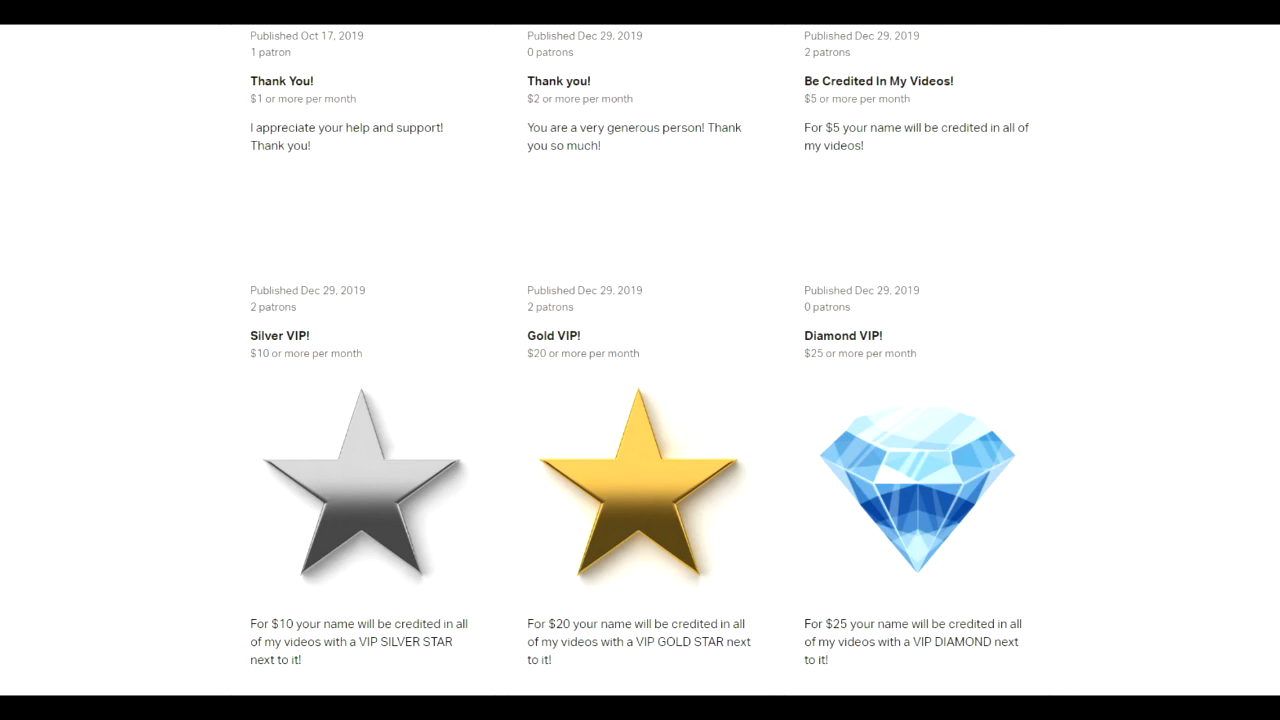 Published Oct 17, 2019
1 patron
Thank You!
$1 or more per month
I appreciate your help and support!
Thank you!
Published Dec 29, 2019
0 patrons
Thank you!
$2 or more per month
You are a very generous person! Thank
you so much!
Published Dec 29, 2019
2 patrons
Be Credited In My Videos!
$5 or more per month
For $5 your name will be credited in all of
my videos!
Published Dec 29, 2019
2 patrons
Silver VIP!
$10 or more per month
For $10 your name will be credited in all
of my videos with a VIP SILVER STAR
next to it!
Published Dec 29, 2019
2 patrons
Gold VIP!
$20 or more per month
For $20 your name will be credited in all
of my videos with a VIP GOLD STAR next
to it!
Published Dec 29, 2019
0 patrons
Diamond VIP!
$25 or more per month
For $25 your name will be credited in all
of my videos with a VIP DIAMOND next
to it!